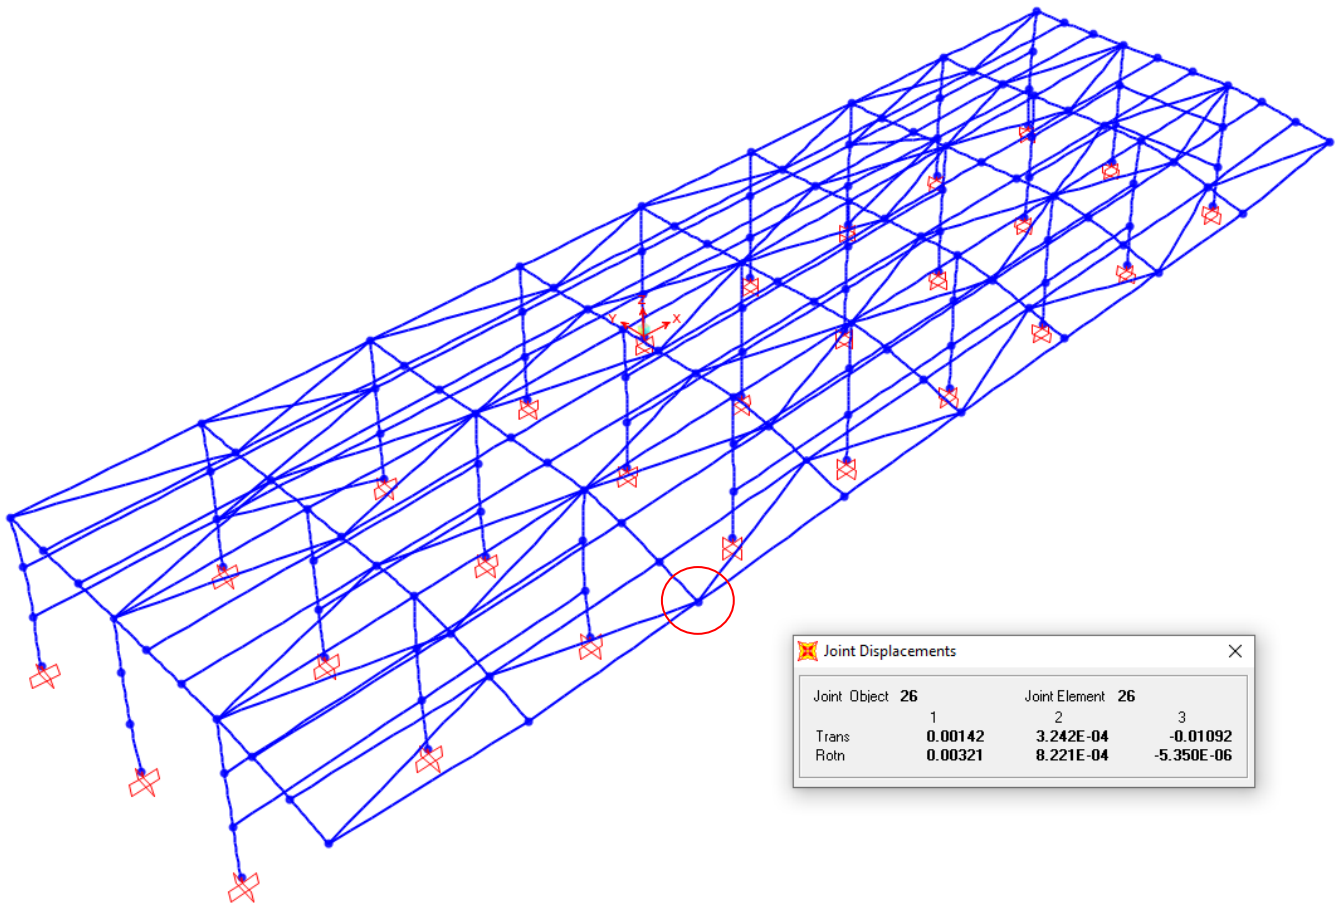 Z
Y X
Joint Displacements
Joint Object 26 Joint Element 26
1 2 3
Trans 0.00142 3.242E-04 -0.01092
Rotn 0.00321 8.221E-04 -5.350E-06